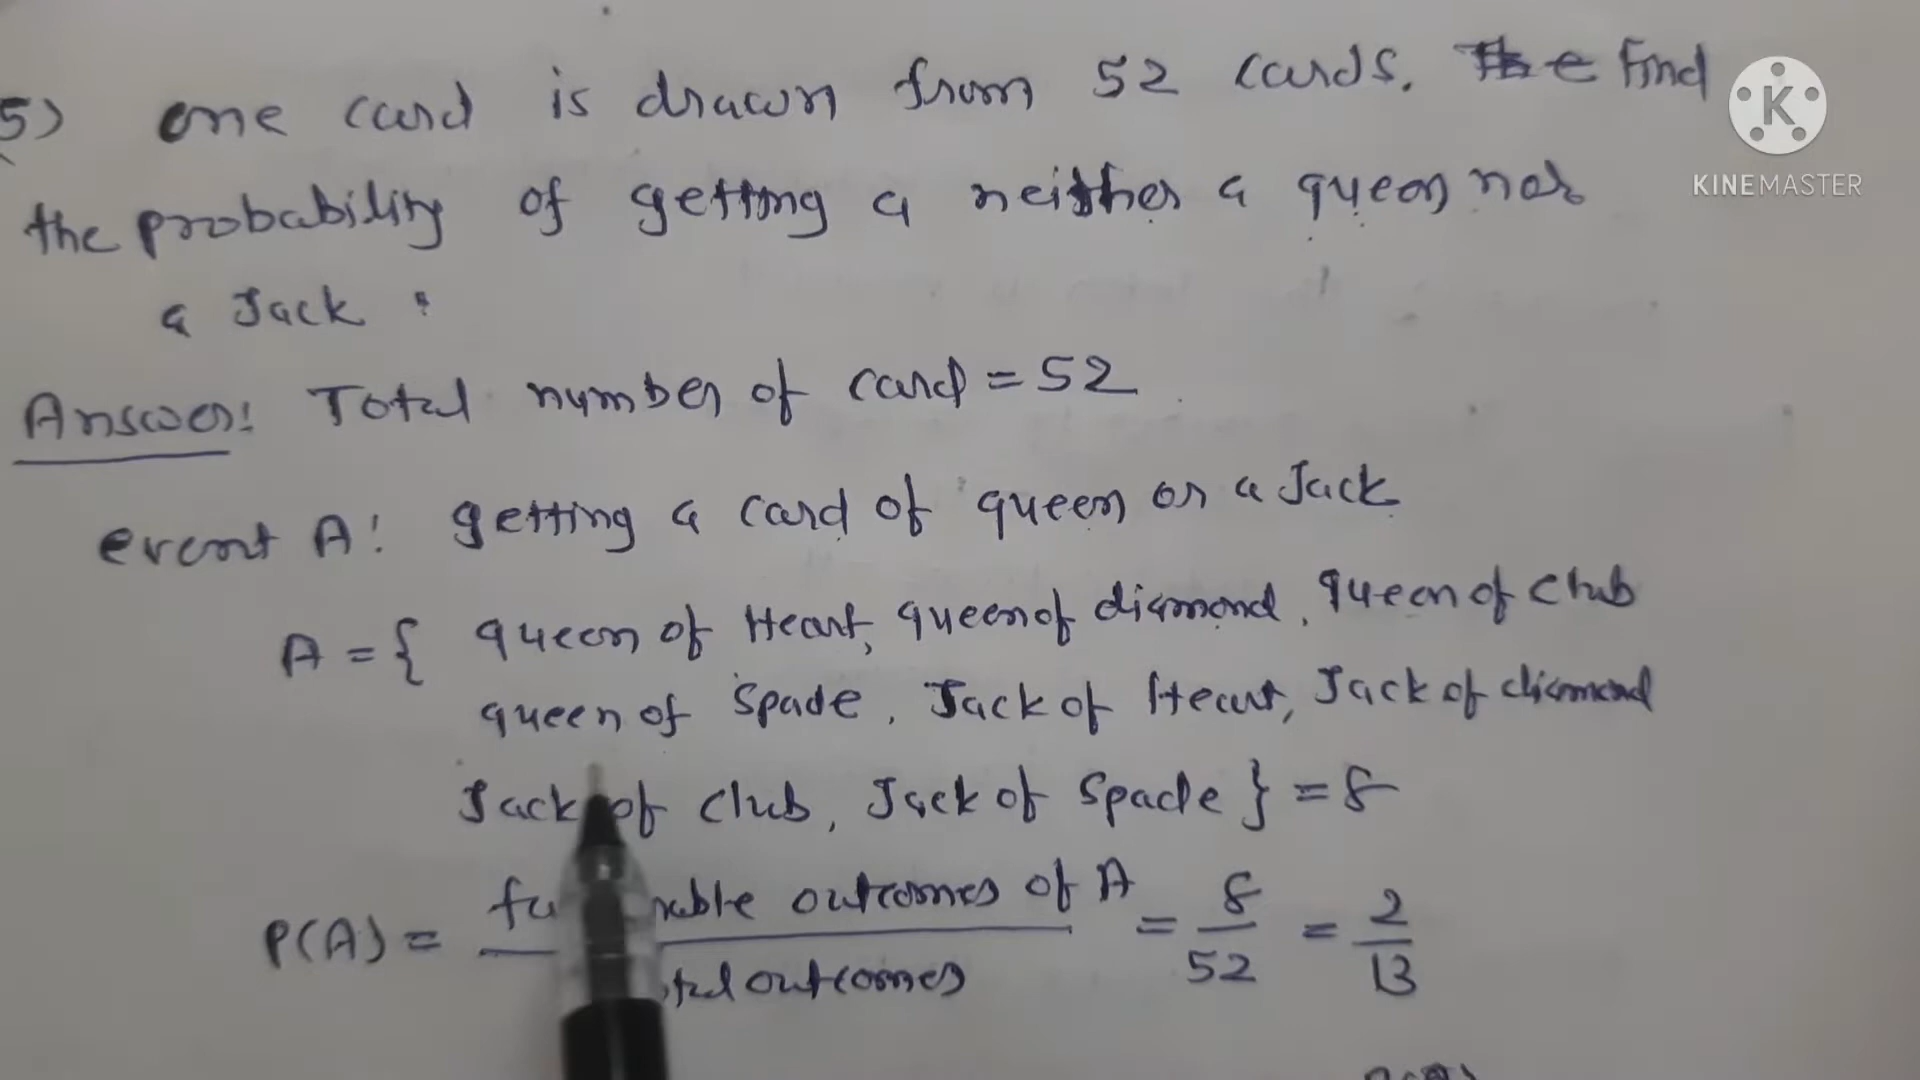 5) one card is drawn from 52 cards. The Find
the probability of getting a neither a queen nor
a Jack :
Answer: Total number of card = 52
event A: getting a card of queen or a Jack
A = { queen of Heart, queen of diamond, queen of Club
queen of Spade, Jack of Heart, Jack of diamond
Jack of Club, Jack of Spade } = 8
P(A) = outcomes of A / outcomes = 8/52 = 2/13
KINEMASTER